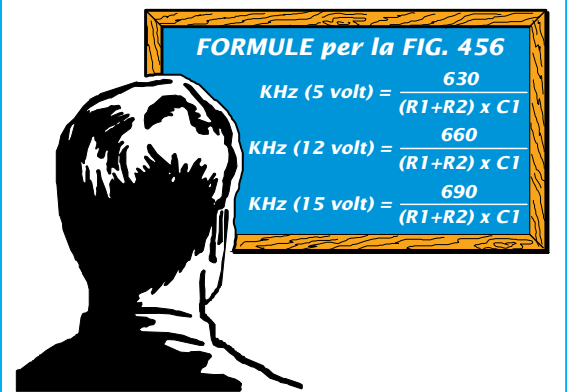 FORMULE per la FIG. 456
KHz (5 volt) = 630
(R1+R2) x C1
KHz (12 volt) = 660
(R1+R2) x C1
KHz (15 volt) = 690
(R1+R2) x C1